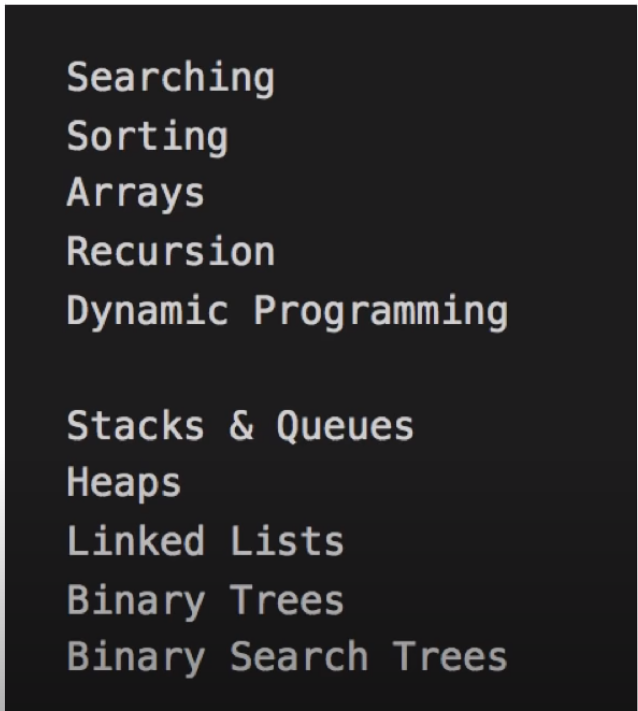 Searching
Sorting
Arrays
Recursion
Dynamic Programming
Stacks & Queues
Heaps
Linked Lists
Binary Trees
Binary Search Trees